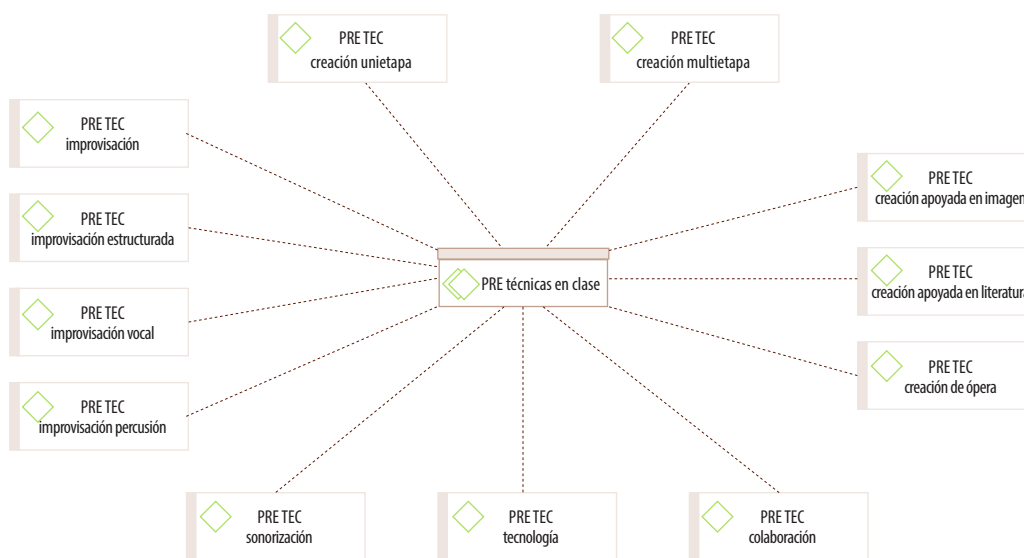 PRE TEC
creación unietapa
PRE TEC
creación multietapa
PRE TEC
improvisación
PRE TEC
improvisación estructurada
PRE TEC
improvisación vocal
PRE TEC
improvisación percusión
PRE técnicas en clase
PRE TEC
creación apoyada en imagen
PRE TEC
creación apoyada en literatura
PRE TEC
creación de ópera
PRE TEC
sonorización
PRE TEC
tecnología
PRE TEC
colaboración